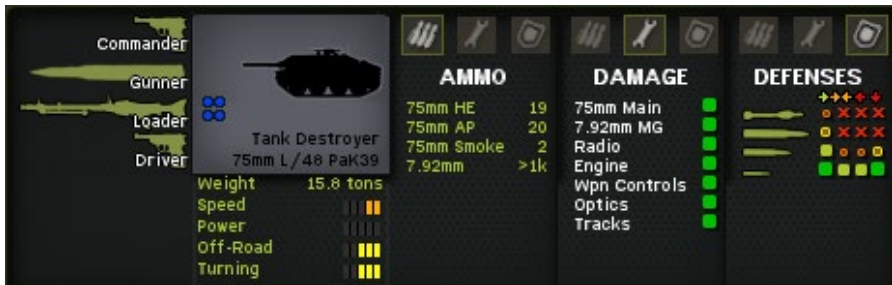 Commander
Gunner
Loader
Driver
Tank Destroyer
75mm L/48 PaK39
Weight 15.8 tons
Speed
Power
Off-Road
Turning
AMMO
75mm HE 19
75mm AP 20
75mm Smoke 2
7.92mm >1k
DAMAGE
75mm Main
7.92mm MG
Radio
Engine
Wpn Controls
Optics
Tracks
DEFENSES